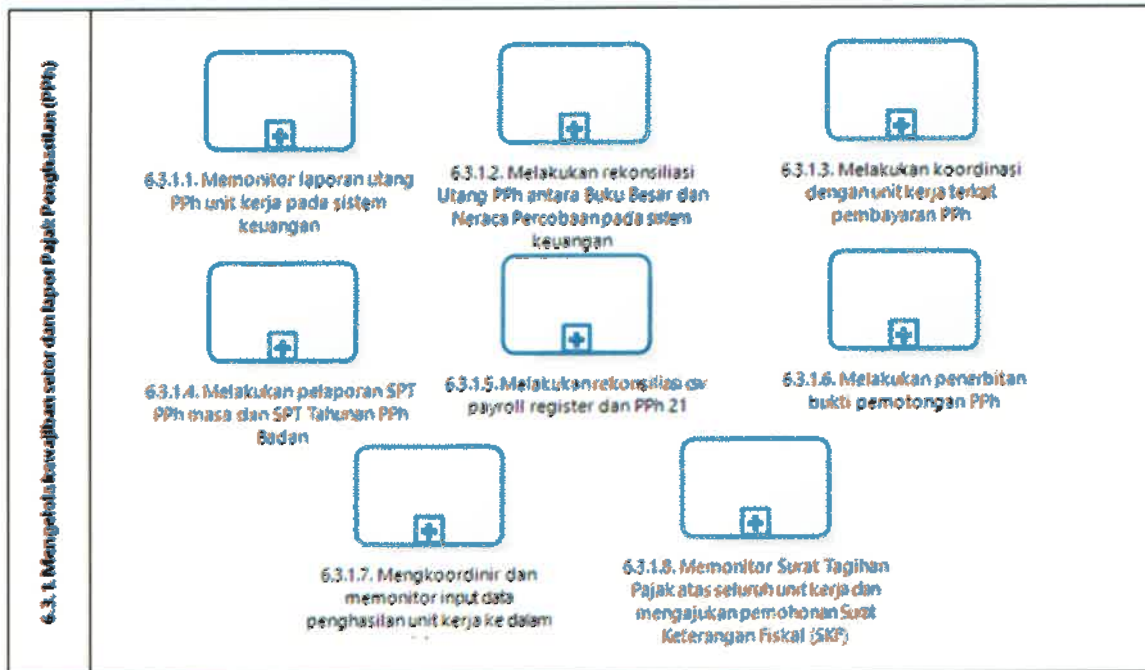 6.3.1. Mengelola kewajiban setor dan lapor Pajak Penghasilan (PPh)
6.3.1.1. Memonitor laporan utang
PPh unit kerja pada sistem
keuangan
6.3.1.2. Melakukan rekonsiliasi
Utang PPh antara Buku Besar dan
Neraca Percobaan pada sistem
keuangan
6.3.1.3. Melakukan koordinasi
dengan unit kerja terkait
pembayaran PPh
6.3.1.4. Melakukan pelaporan SPT
PPh masa dan SPT Tahunan PPh
Badan
6.3.1.5. Melakukan rekonsiliasi csv
payroll register dan PPh 21
6.3.1.6. Melakukan penerbitan
bukti pemotongan PPh
6.3.1.7. Mengkoordinir dan
memonitor input data
penghasilan unit kerja ke dalam
6.3.1.8. Memonitor Surat Tagihan
Pajak atas seluruh unit kerja dan
mengajukan pemohonan Surat
Keterangan Fiskal (SKF)